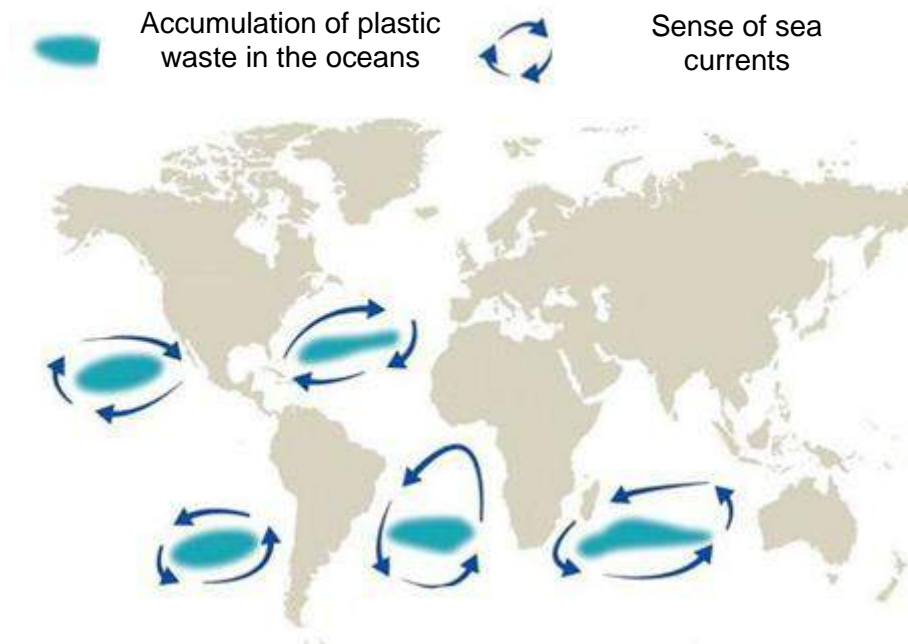 Accumulation of plastic
waste in the oceans
Sense of sea
currents